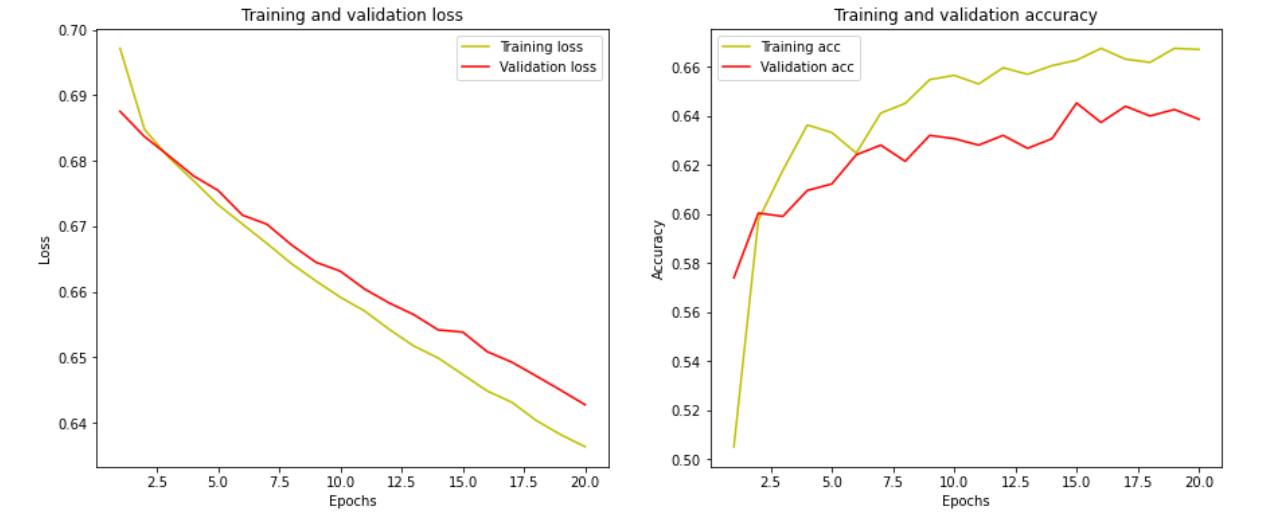 Training and validation loss
Training loss
Validation loss
0.70
0.69
0.68
0.67
0.66
0.65
0.64
Loss
2.5 5.0 7.5 10.0 12.5 15.0 17.5 20.0
Epochs
Training and validation accuracy
Training acc
Validation acc
0.66
0.64
0.62
0.60
0.58
0.56
0.54
0.52
0.50
Accuracy
2.5 5.0 7.5 10.0 12.5 15.0 17.5 20.0
Epochs